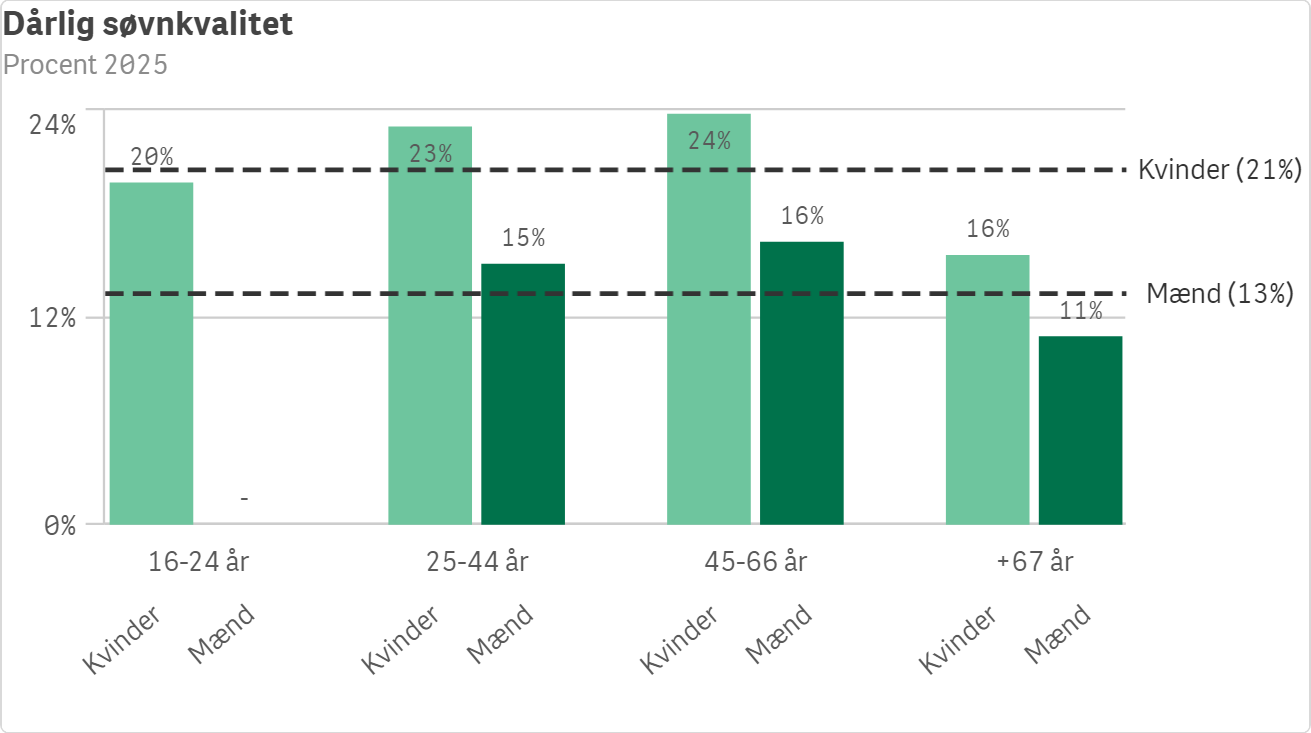 Dårlig søvnkvalitet
Procent 2025
24%
12%
0%
20%
-
23%
15%
24%
16%
16%
11%
Kvinder (21%)
Mænd (13%)
16-24 år
25-44 år
45-66 år
+67 år
Kvinder
Mænd
Kvinder
Mænd
Kvinder
Mænd
Kvinder
Mænd